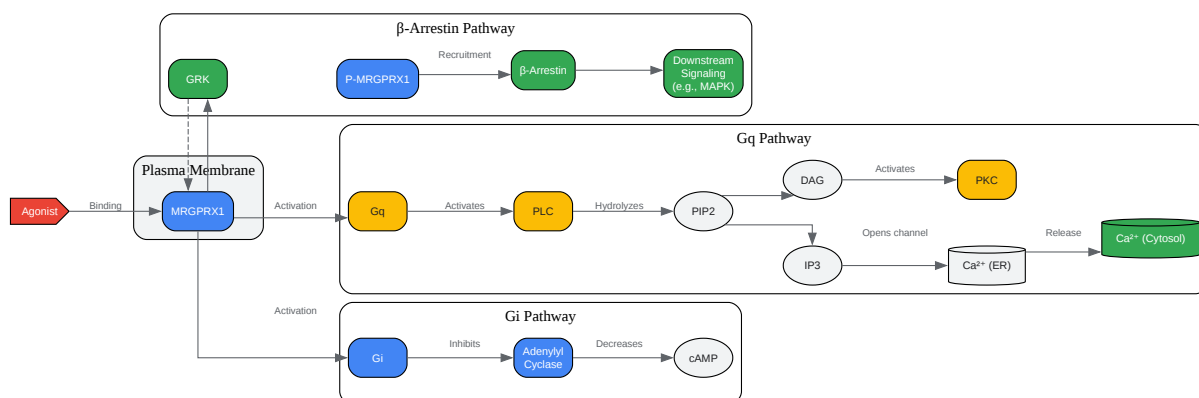 β-Arrestin Pathway
GRK
P-MRGPRX1
Recruitment
β-Arrestin
Downstream
Signaling
(e.g., MAPK)
Plasma Membrane
Agonist
Binding
MRGPRX1
Activation
Gq Pathway
Gq
Activates
PLC
Hydrolyzes
PIP2
DAG
Activates
PKC
IP3
Opens channel
Ca²⁺ (ER)
Release
Ca²⁺ (Cytosol)
Activation
Gi Pathway
Gi
Inhibits
Adenylyl
Cyclase
Decreases
cAMP